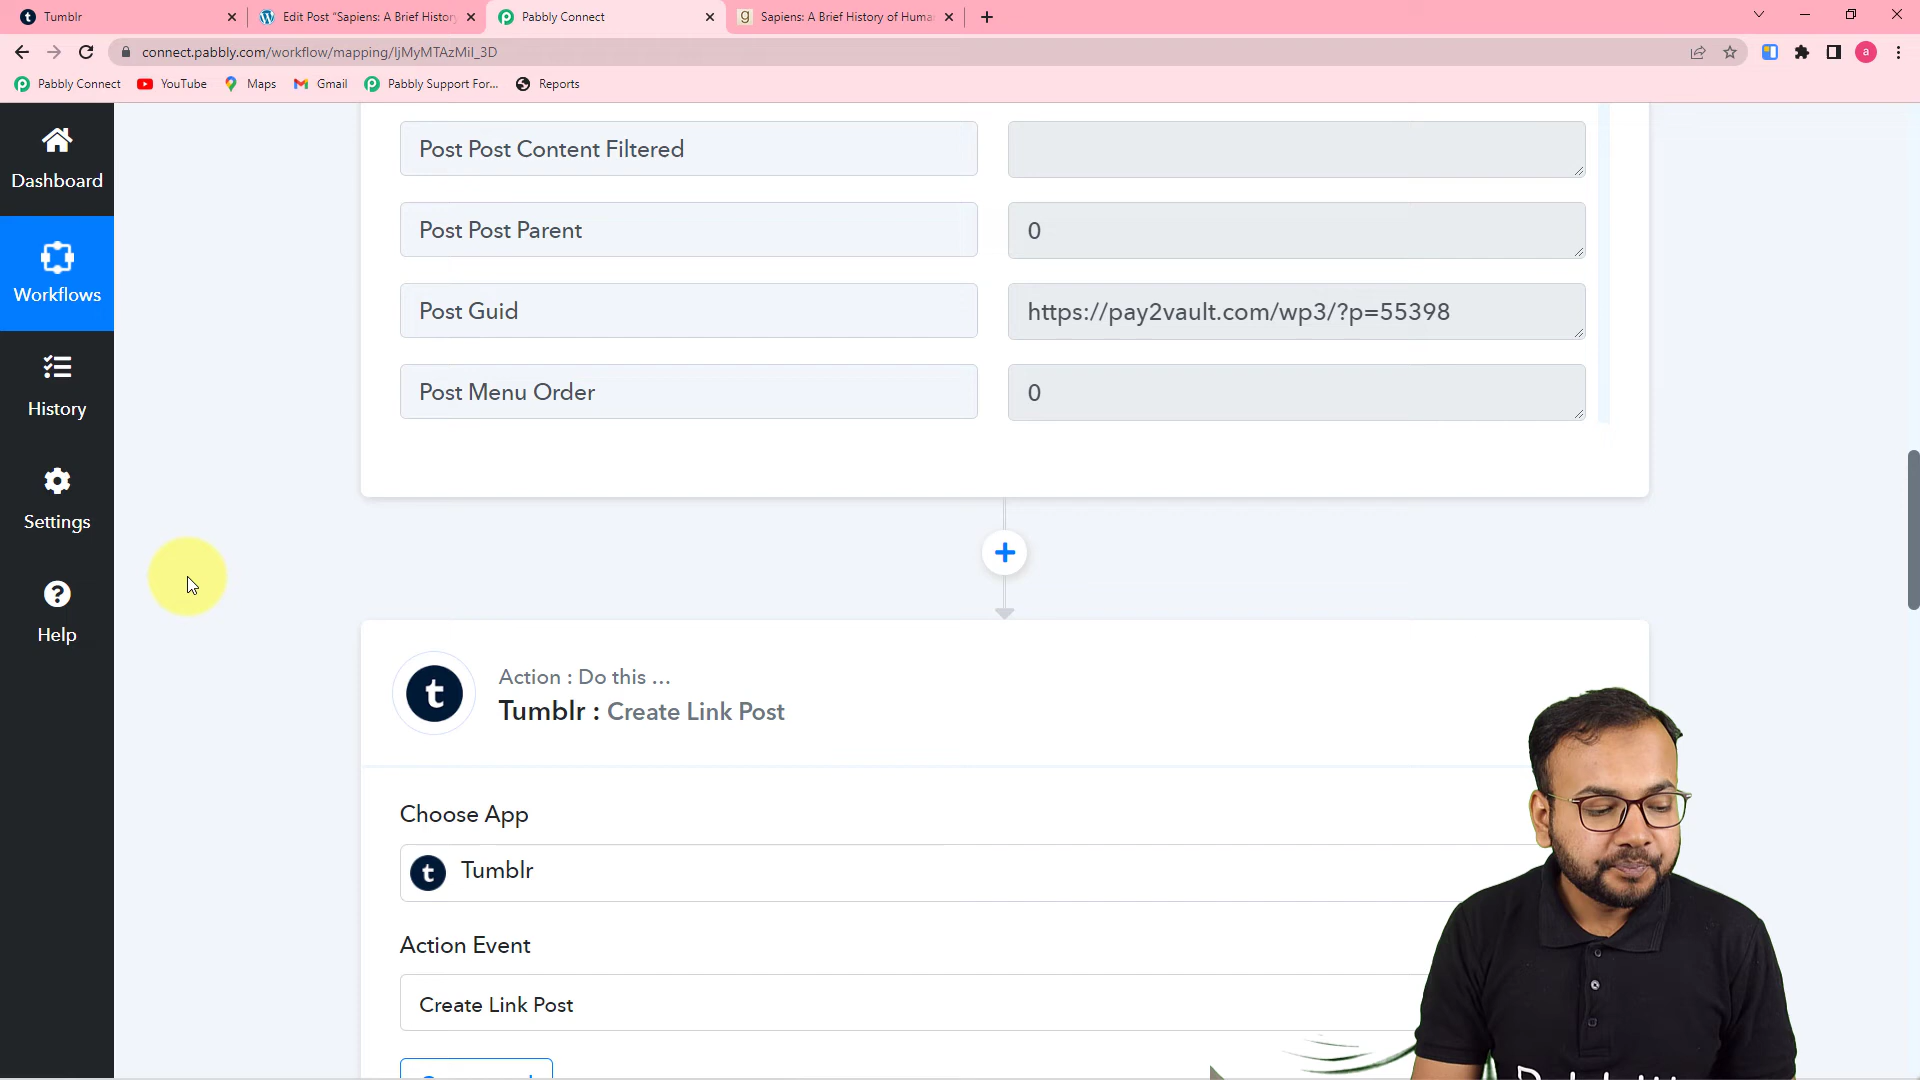 Tumblr
Edit Post "Sapiens: A Brief History
Pabbly Connect
Sapiens: A Brief History of Huma
connect.pabbly.com/workflow/mapping/IjMyMTAzMiI_3D
a
Pabbly Connect
YouTube
Maps
Gmail
Pabbly Support For...
Reports
Dashboard
Workflows
History
Settings
Help
Post Post Content Filtered
Post Post Parent
0
Post Guid
https://pay2vault.com/wp3/?p=55398
Post Menu Order
0
Action : Do this ...
Tumblr : Create Link Post
Choose App
Tumblr
Action Event
Create Link Post